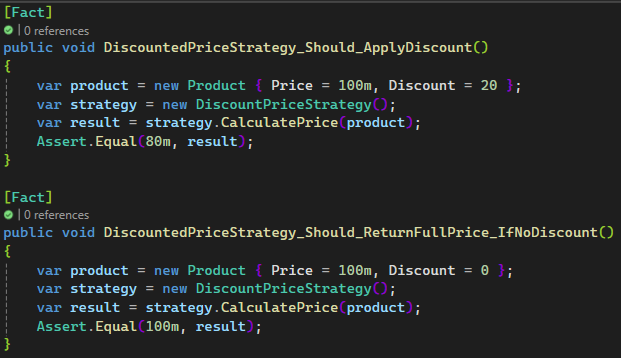 [Fact]
| 0 references
public void DiscountedPriceStrategy_Should_ApplyDiscount()
{
    var product = new Product { Price = 100m, Discount = 20 };
    var strategy = new DiscountPriceStrategy();
    var result = strategy.CalculatePrice(product);
    Assert.Equal(80m, result);
}

[Fact]
| 0 references
public void DiscountedPriceStrategy_Should_ReturnFullPrice_IfNoDiscount()
{
    var product = new Product { Price = 100m, Discount = 0 };
    var strategy = new DiscountPriceStrategy();
    var result = strategy.CalculatePrice(product);
    Assert.Equal(100m, result);
}